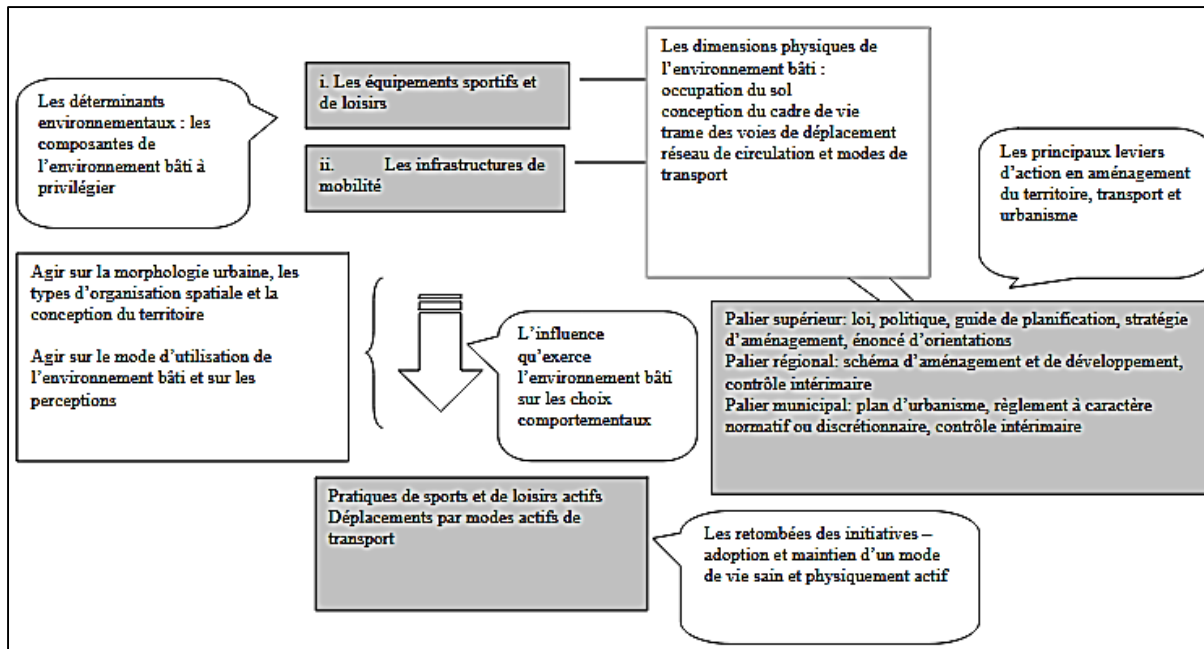 Les déterminants
environnementaux : les
composantes de
l’environnement bâti à
privilégier
i. Les équipements sportifs et
de loisirs
ii. Les infrastructures de
mobilité
Les dimensions physiques de
l’environnement bâti :
occupation du sol
conception du cadre de vie
trame des voies de déplacement
réseau de circulation et modes de
transport
Les principaux leviers
d’action en aménagement
du territoire, transport et
urbanisme
Agir sur la morphologie urbaine, les
types d’organisation spatiale et la
conception du territoire
Agir sur le mode d’utilisation de
l’environnement bâti et sur les
perceptions
L’influence
qu’exerce
l’environnement bâti
sur les choix
comportementaux
Palier supérieur: loi, politique, guide de planification, stratégie
d’aménagement, énoncé d’orientations
Palier régional: schéma d’aménagement et de développement,
contrôle intérimaire
Palier municipal: plan d’urbanisme, règlement à caractère
normatif ou discrétionnaire, contrôle intérimaire
Pratiques de sports et de loisirs actifs
Déplacements par modes actifs de
transport
Les retombées des initiatives –
adoption et maintien d’un mode
de vie sain et physiquement actif